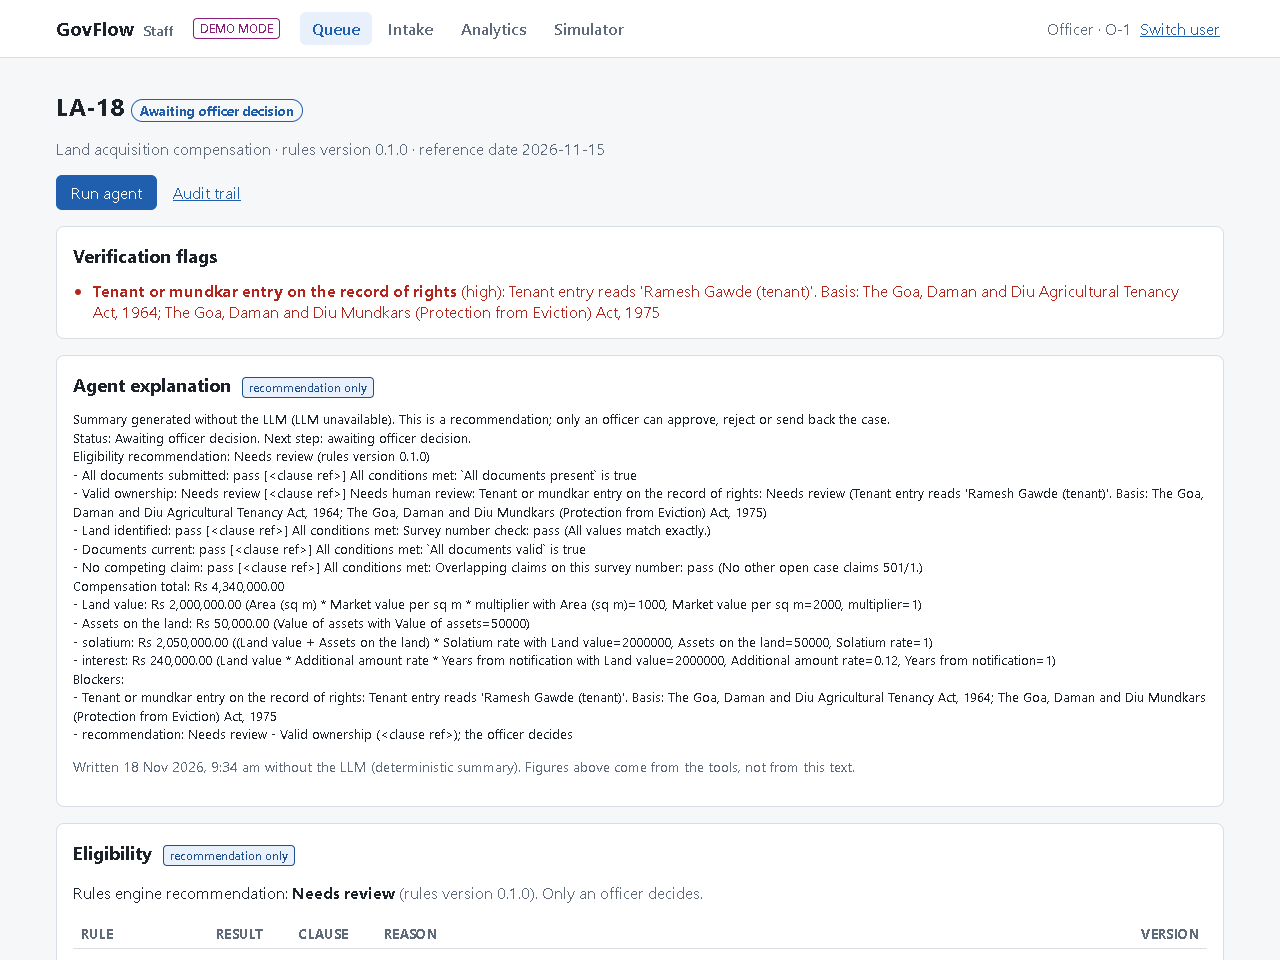 GovFlow Staff DEMO MODE Queue Intake Analytics Simulator Officer · O-1 Switch user
LA-18 Awaiting officer decision
Land acquisition compensation · rules version 0.1.0 · reference date 2026-11-15
Run agent Audit trail
Verification flags
• Tenant or mundkar entry on the record of rights (high): Tenant entry reads 'Ramesh Gawde (tenant)'. Basis: The Goa, Daman and Diu Agricultural Tenancy
Act, 1964; The Goa, Daman and Diu Mundkars (Protection from Eviction) Act, 1975
Agent explanation recommendation only
Summary generated without the LLM (LLM unavailable). This is a recommendation; only an officer can approve, reject or send back the case.
Status: Awaiting officer decision. Next step: awaiting officer decision.
Eligibility recommendation: Needs review (rules version 0.1.0)
- All documents submitted: pass [<clause ref>] All conditions met: `All documents present` is true
- Valid ownership: Needs review [<clause ref>] Needs human review: Tenant or mundkar entry on the record of rights: Needs review (Tenant entry reads 'Ramesh Gawde (tenant)'. Basis: The Goa,
Daman and Diu Agricultural Tenancy Act, 1964; The Goa, Daman and Diu Mundkars (Protection from Eviction) Act, 1975)
- Land identified: pass [<clause ref>] All conditions met: Survey number check: pass (All values match exactly.)
- Documents current: pass [<clause ref>] All conditions met: `All documents valid` is true
- No competing claim: pass [<clause ref>] All conditions met: Overlapping claims on this survey number: pass (No other open case claims 501/1.)
Compensation total: Rs 4,340,000.00
- Land value: Rs 2,000,000.00 (Area (sq m) * Market value per sq m * multiplier with Area (sq m)=1000, Market value per sq m=2000, multiplier=1)
- Assets on the land: Rs 50,000.00 (Value of assets with Value of assets=50000)
- solatium: Rs 2,050,000.00 ((Land value + Assets on the land) * Solatium rate with Land value=2000000, Assets on the land=50000, Solatium rate=1)
- interest: Rs 240,000.00 (Land value * Additional amount rate * Years from notification with Land value=2000000, Additional amount rate=0.12, Years from notification=1)
Blockers:
- Tenant or mundkar entry on the record of rights: Tenant entry reads 'Ramesh Gawde (tenant)'. Basis: The Goa, Daman and Diu Agricultural Tenancy Act, 1964; The Goa, Daman and Diu Mundkars
(Protection from Eviction) Act, 1975
- recommendation: Needs review - Valid ownership (<clause ref>); the officer decides
Written 18 Nov 2026, 9:34 am without the LLM (deterministic summary). Figures above come from the tools, not from this text.
Eligibility recommendation only
Rules engine recommendation: Needs review (rules version 0.1.0). Only an officer decides.
RULE RESULT CLAUSE REASON VERSION